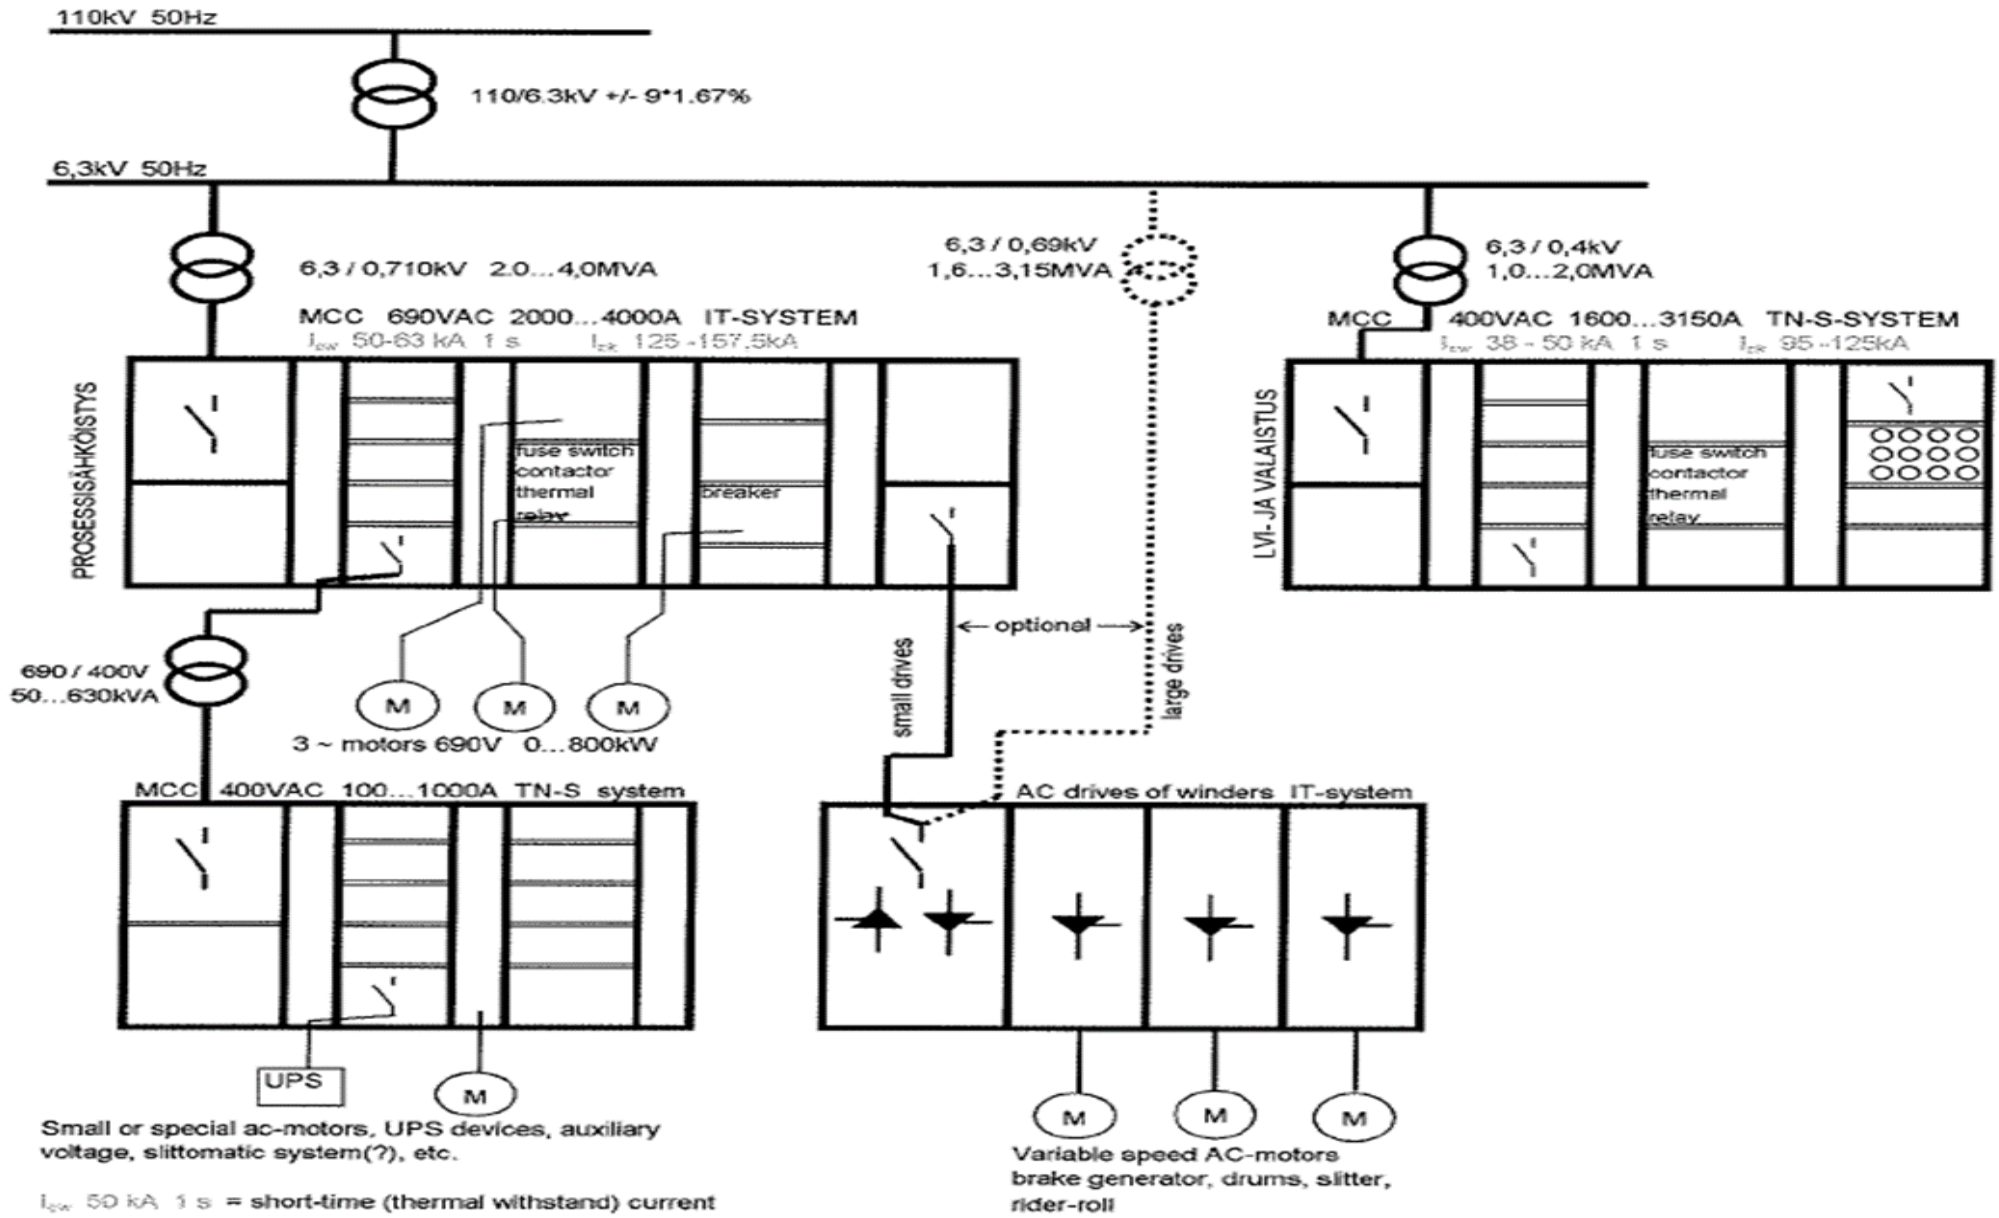 110kV 50Hz
110/6.3kV +/- 9*1.67%
6,3kV 50Hz
6,3 / 0,710kV 2.0...4,0MVA
6,3 / 0,69kV
1,6...3,15MVA
6,3 / 0,4kV
1,0...2,0MVA
MCC 690VAC 2000...4000A IT-SYSTEM
Icw 50-63 kA 1 s Ipk 125 -157,5kA
MCC 400VAC 1600...3150A TN-S-SYSTEM
Icw 38 - 50 kA 1 s Ipk 95 -125kA
PROSESSISÄHKÖISTYS
fuse switch
contactor
thermal
relay
breaker
LVI- JA VALAISTUS
fuse switch
contactor
thermal
relay
optional
small drives
large drives
690 / 400V
50...630kVA
M
M
M
3 ~ motors 690V 0...800kW
MCC 400VAC 100...1000A TN-S system
AC drives of winders IT-system
UPS
M
M
M
M
Small or special ac-motors, UPS devices, auxiliary
voltage, slittomatic system(?), etc.
Variable speed AC-motors
brake generator, drums, slitter,
rider-roll
Icw 50 kA 1 s = short-time (thermal withstand) current